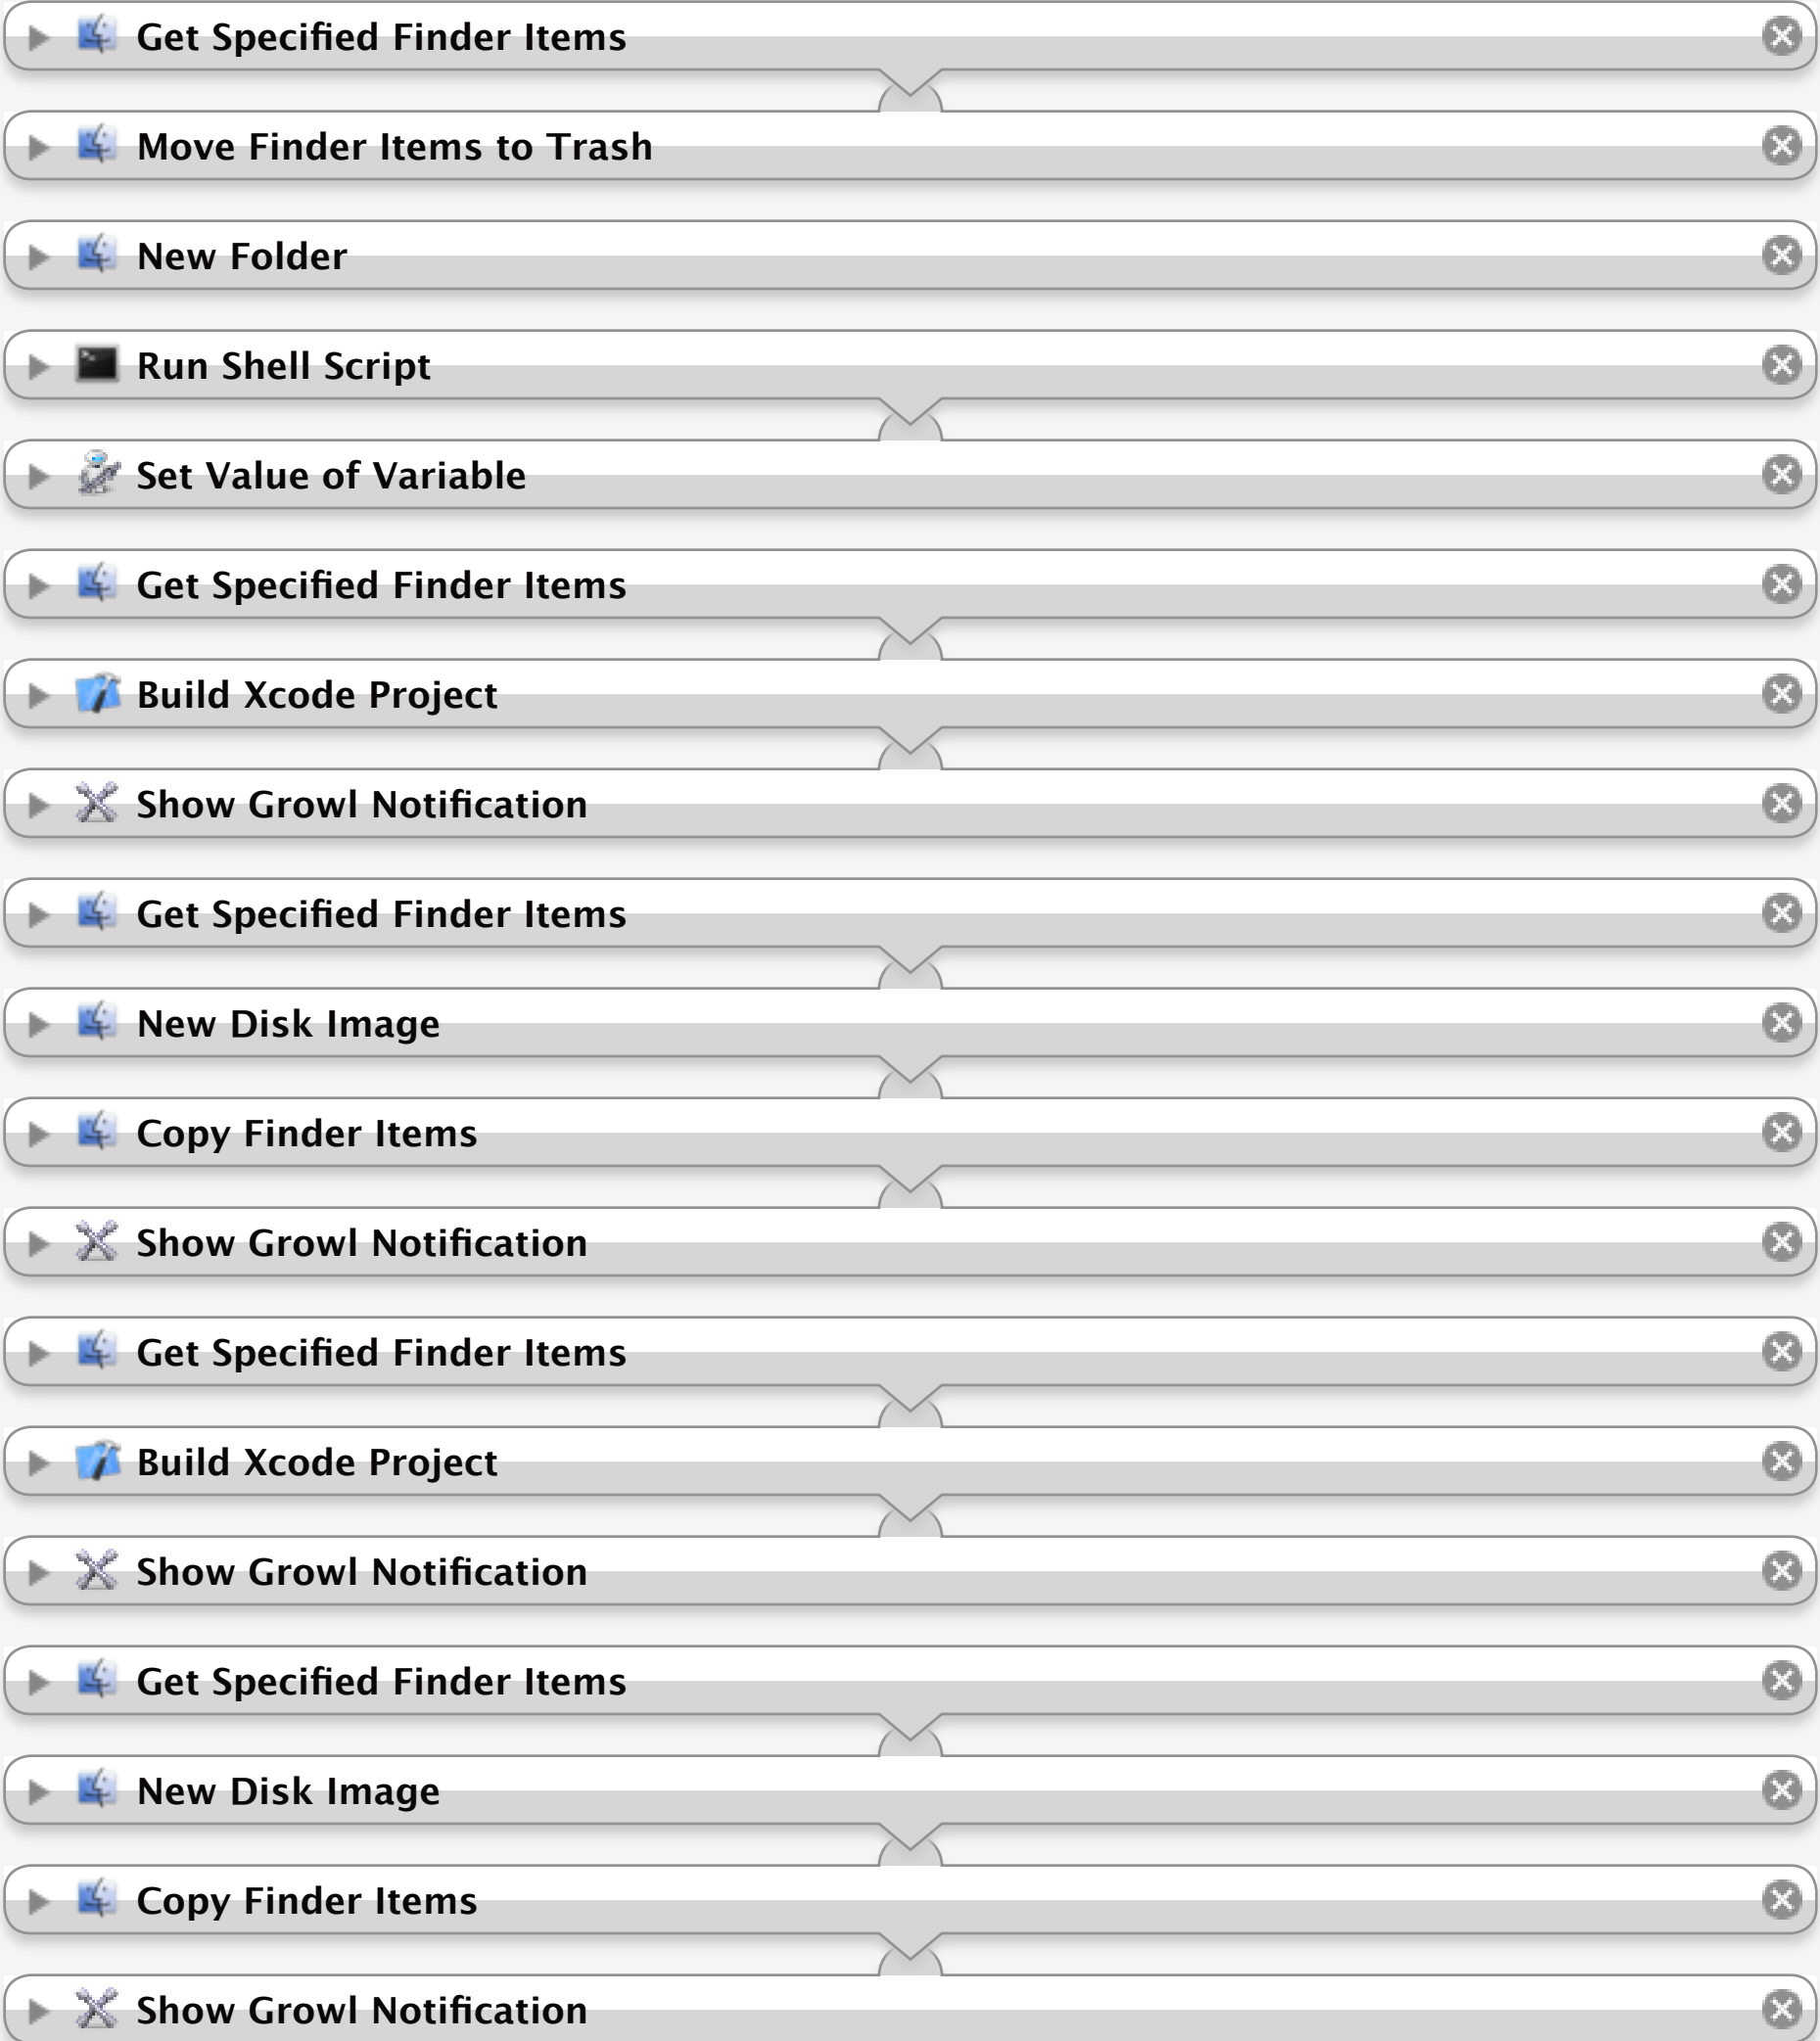 Get Specified Finder Items
Move Finder Items to Trash
New Folder
Run Shell Script
Set Value of Variable
Get Specified Finder Items
Build Xcode Project
Show Growl Notification
Get Specified Finder Items
New Disk Image
Copy Finder Items
Show Growl Notification
Get Specified Finder Items
Build Xcode Project
Show Growl Notification
Get Specified Finder Items
New Disk Image
Copy Finder Items
Show Growl Notification